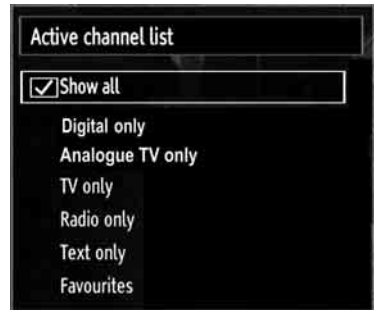 Active channel list
Show all
Digital only
Analogue TV only
TV only
Radio only
Text only
Favourites